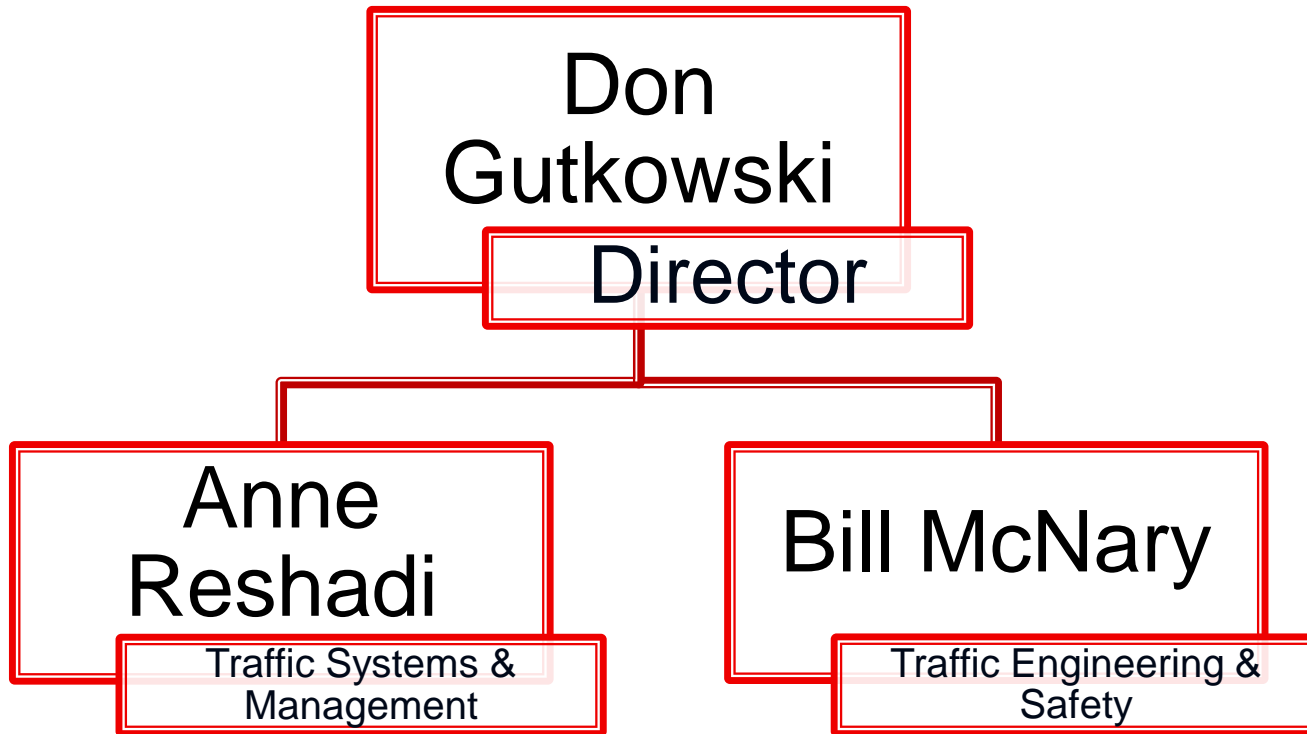 Don
Gutkowski
Director
Anne
Reshadi
Traffic Systems &
Management
Bill McNary
Traffic Engineering &
Safety